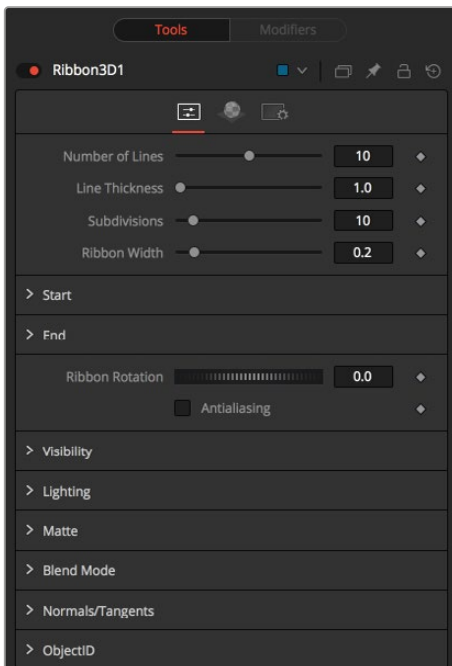 Tools Modifiers
Ribbon3D1
Number of Lines 10
Line Thickness 1.0
Subdivisions 10
Ribbon Width 0.2
Start
End
Ribbon Rotation 0.0
Antialiasing
Visibility
Lighting
Matte
Blend Mode
Normals/Tangents
ObjectID